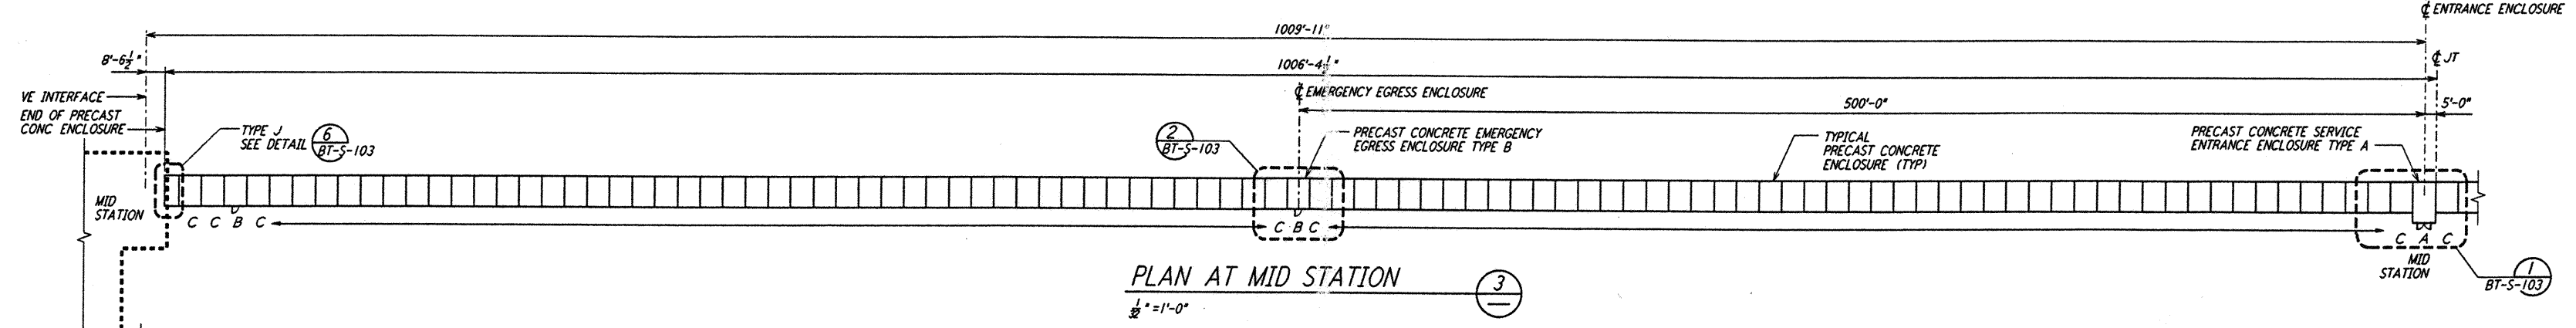 ℄ ENTRANCE ENCLOSURE
1009'-11"
8'-6½"
1006'-4½"
℄ JT
VE INTERFACE
℄ EMERGENCY EGRESS ENCLOSURE
500'-0"
5'-0"
END OF PRECAST
CONC ENCLOSURE
TYPE J
SEE DETAIL
6
BT-S-103
2
BT-S-103
PRECAST CONCRETE EMERGENCY
EGRESS ENCLOSURE TYPE B
TYPICAL
PRECAST CONCRETE
ENCLOSURE (TYP)
PRECAST CONCRETE SERVICE
ENTRANCE ENCLOSURE TYPE A
MID
STATION
C C B C
C B C
C A C
MID
STATION
1
BT-S-103
PLAN AT MID STATION
3
1/32" =1'-0"